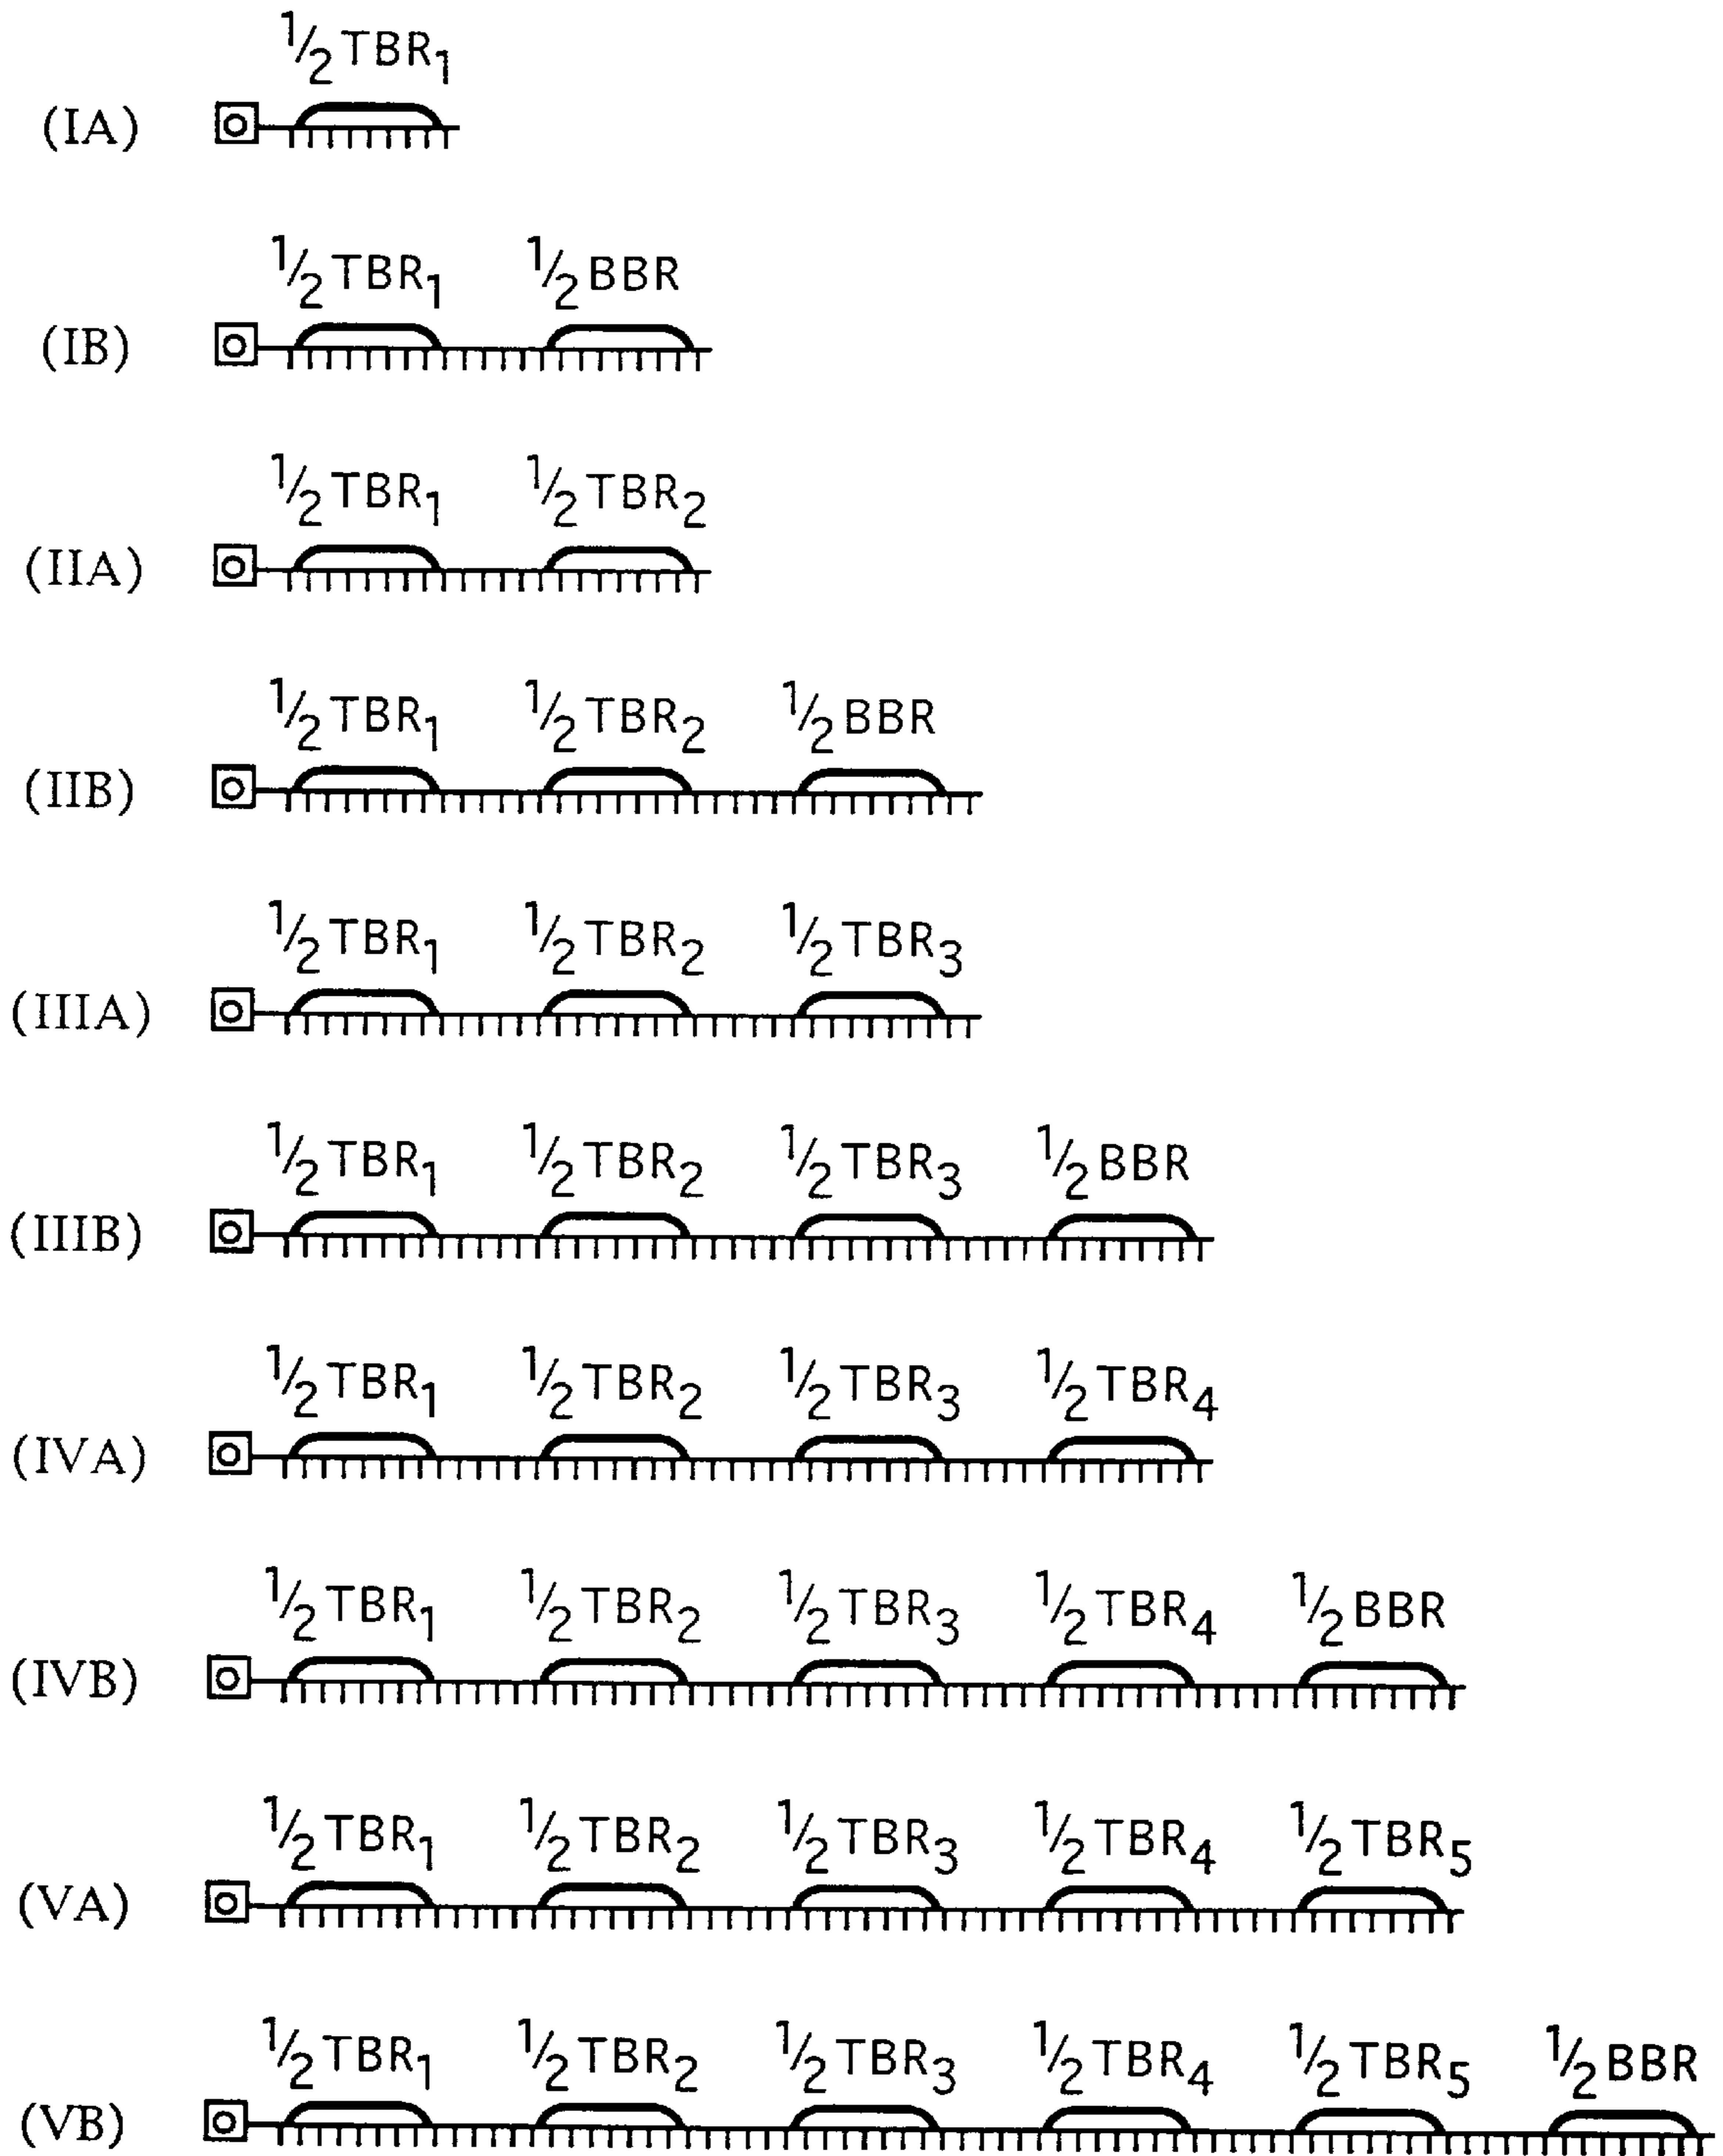 ½TBR₁
(IA)
½TBR₁ ½BBR
(IB)
½TBR₁ ½TBR₂
(IIA)
½TBR₁ ½TBR₂ ½BBR
(IIB)
½TBR₁ ½TBR₂ ½TBR₃
(IIIA)
½TBR₁ ½TBR₂ ½TBR₃ ½BBR
(IIIB)
½TBR₁ ½TBR₂ ½TBR₃ ½TBR₄
(IVA)
½TBR₁ ½TBR₂ ½TBR₃ ½TBR₄ ½BBR
(IVB)
½TBR₁ ½TBR₂ ½TBR₃ ½TBR₄ ½TBR₅
(VA)
½TBR₁ ½TBR₂ ½TBR₃ ½TBR₄ ½TBR₅ ½BBR
(VB)